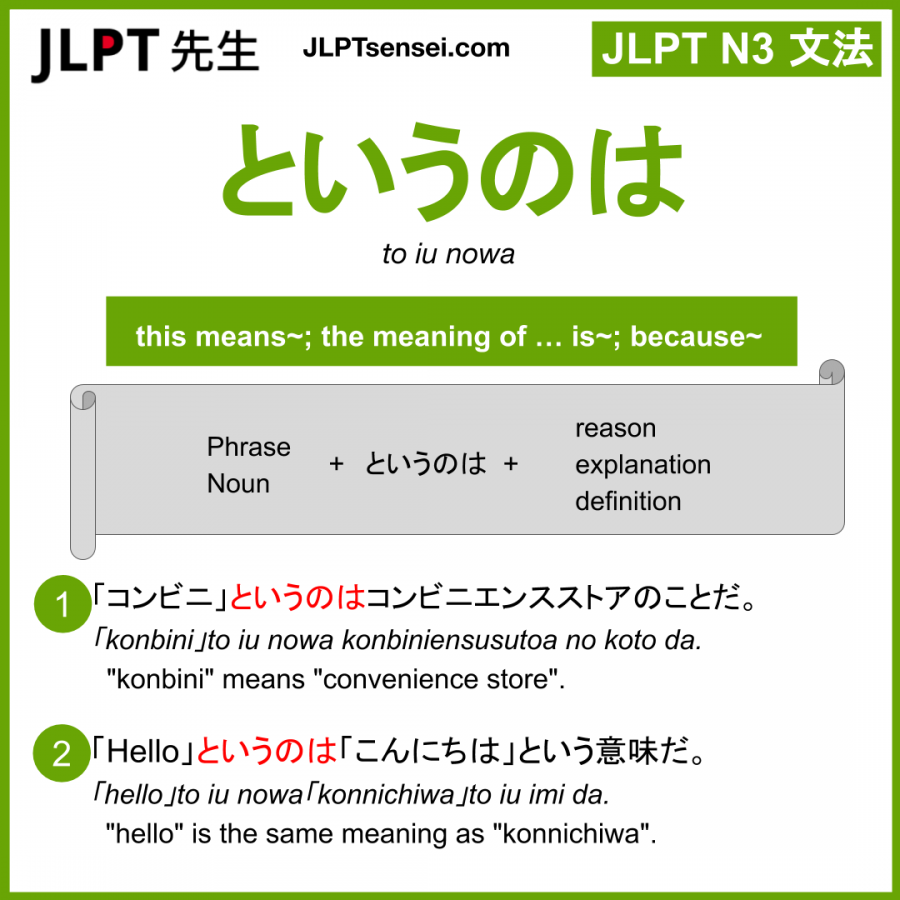 JLPT 先生
JLPTsensei.com
JLPT N3 文法
というのは
to iu nowa
this means~; the meaning of … is~; because~
Phrase
Noun
+ というのは +
reason
explanation
definition
1 「コンビニ」というのはコンビニエンスストアのことだ。
「konbini」to iu nowa konbiniensusutoa no koto da.
"konbini" means "convenience store".
2 「Hello」というのは「こんにちは」という意味だ。
「hello」to iu nowa「konnichiwa」to iu imi da.
"hello" is the same meaning as "konnichiwa".